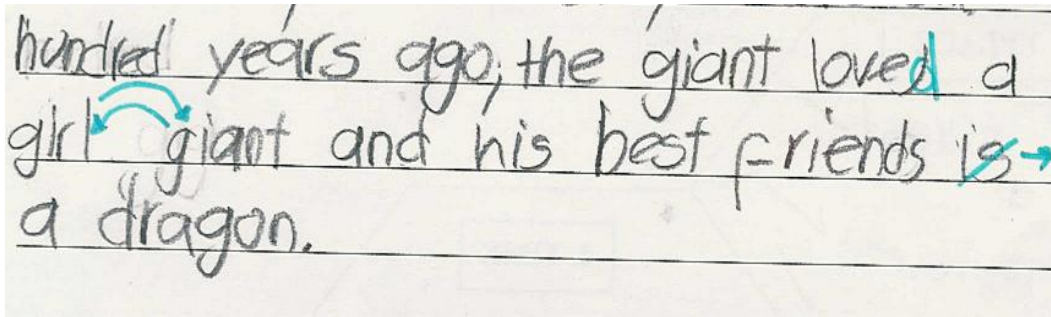 hundred years ago, the giant loved a
girl giant and his best friends is
a dragon.